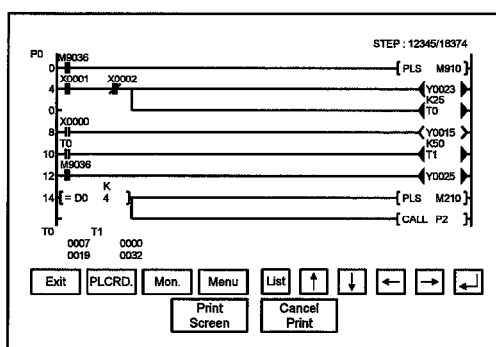 STEP : 12345/18374
P0
M9036
0 PLS M910
X0001 X0002
4 Y0023
K25
0 T0
X0000
8 Y0015
T0 K50
10 T1
M9036
12 Y0025
K
14 [ = D0 4 PLS M210
CALL P2
T0 T1
0007 0000
0019 0032
Exit PLCRD. Mon. Menu List ↑ ↓ ← → ↵
Print Screen
Cancel Print